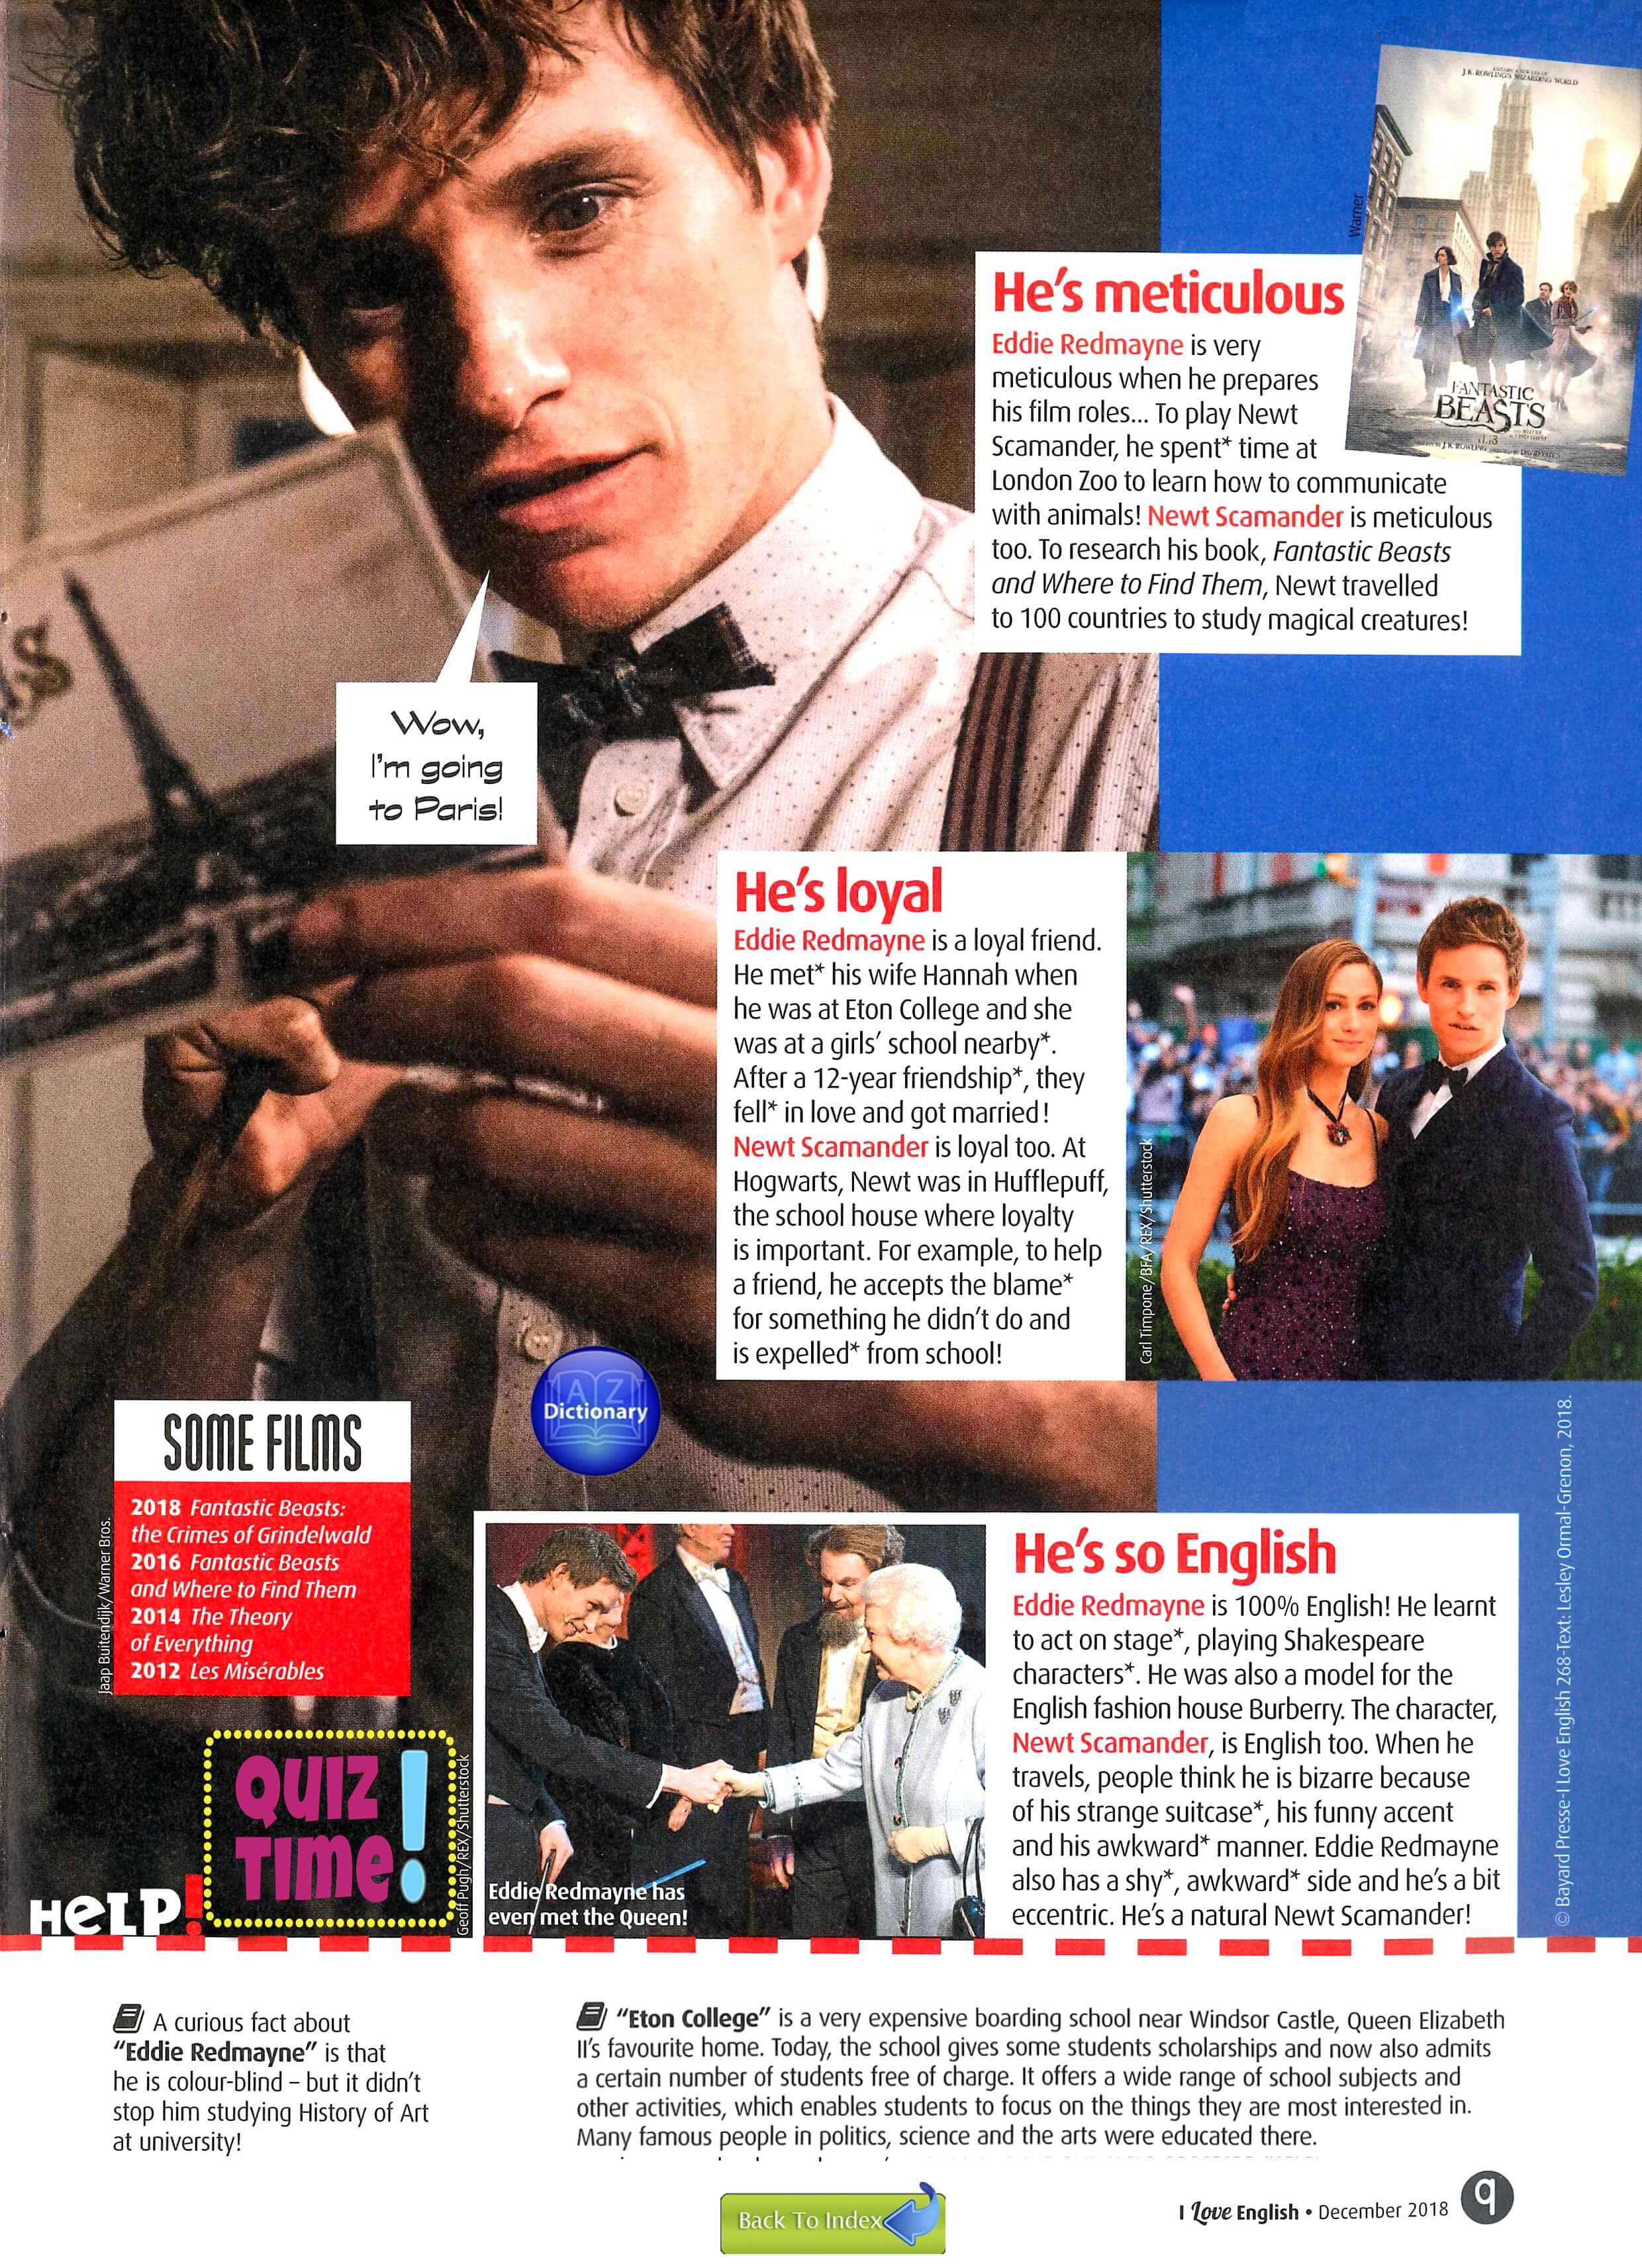 J.K. ROWLING'S WIZARDING WORLD
FANTASTIC
BEASTS
Warner
He's meticulous
Eddie Redmayne is very
meticulous when he prepares
his film roles... To play Newt
Scamander, he spent* time at
London Zoo to learn how to communicate
with animals! Newt Scamander is meticulous
too. To research his book, Fantastic Beasts
and Where to Find Them, Newt travelled
to 100 countries to study magical creatures!
Wow,
I'm going
to Paris!
He's loyal
Eddie Redmayne is a loyal friend.
He met* his wife Hannah when
he was at Eton College and she
was at a girls' school nearby*.
After a 12-year friendship*, they
fell* in love and got married!
Newt Scamander is loyal too. At
Hogwarts, Newt was in Hufflepuff,
the school house where loyalty
is important. For example, to help
a friend, he accepts the blame*
for something he didn't do and
is expelled* from school!
Carl Timpone/BFA/REX/Shutterstock
A Z
Dictionary
SOME FILMS
2018 Fantastic Beasts:
the Crimes of Grindelwald
2016 Fantastic Beasts
and Where to Find Them
2014 The Theory
of Everything
2012 Les Misérables
Jaap Buitendijk/Warner Bros.
QUIZ
TIME!
HELP!
Geoff Pugh/REX/Shutterstock
Eddie Redmayne has
even met the Queen!
He's so English
Eddie Redmayne is 100% English! He learnt
to act on stage*, playing Shakespeare
characters*. He was also a model for the
English fashion house Burberry. The character,
Newt Scamander, is English too. When he
travels, people think he is bizarre because
of his strange suitcase*, his funny accent
and his awkward* manner. Eddie Redmayne
also has a shy*, awkward* side and he's a bit
eccentric. He's a natural Newt Scamander!
© Bayard Presse-I Love English 268-Text: Lesley Ormal-Grenon, 2018.
A curious fact about
"Eddie Redmayne" is that
he is colour-blind – but it didn't
stop him studying History of Art
at university!
"Eton College" is a very expensive boarding school near Windsor Castle, Queen Elizabeth
II's favourite home. Today, the school gives some students scholarships and now also admits
a certain number of students free of charge. It offers a wide range of school subjects and
other activities, which enables students to focus on the things they are most interested in.
Many famous people in politics, science and the arts were educated there.
Back To Index
I Love English • December 2018
9